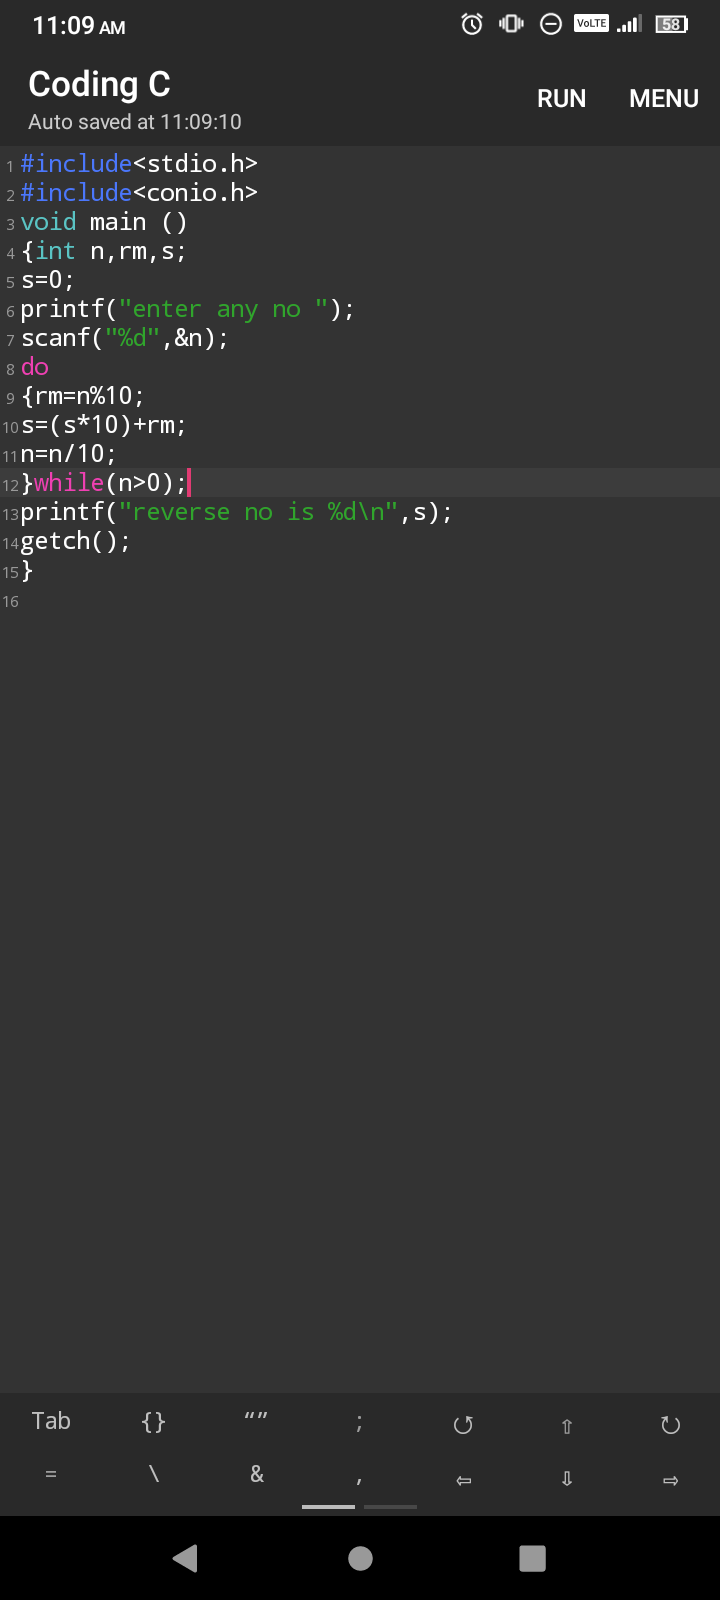 11:09 AM VoLTE 58
Coding C
RUN MENU
Auto saved at 11:09:10
1 #include<stdio.h>
2 #include<conio.h>
3 void main ()
4 {int n,rm,s;
5 s=0;
6 printf("enter any no ");
7 scanf("%d",&n);
8 do
9 {rm=n%10;
10 s=(s*10)+rm;
11 n=n/10;
12 }while(n>0);
13 printf("reverse no is %d\n",s);
14 getch();
15 }
16
Tab {} “” ; ⭯ ⇧ ⭮
= \ & , ⇦ ⇩ ⇨